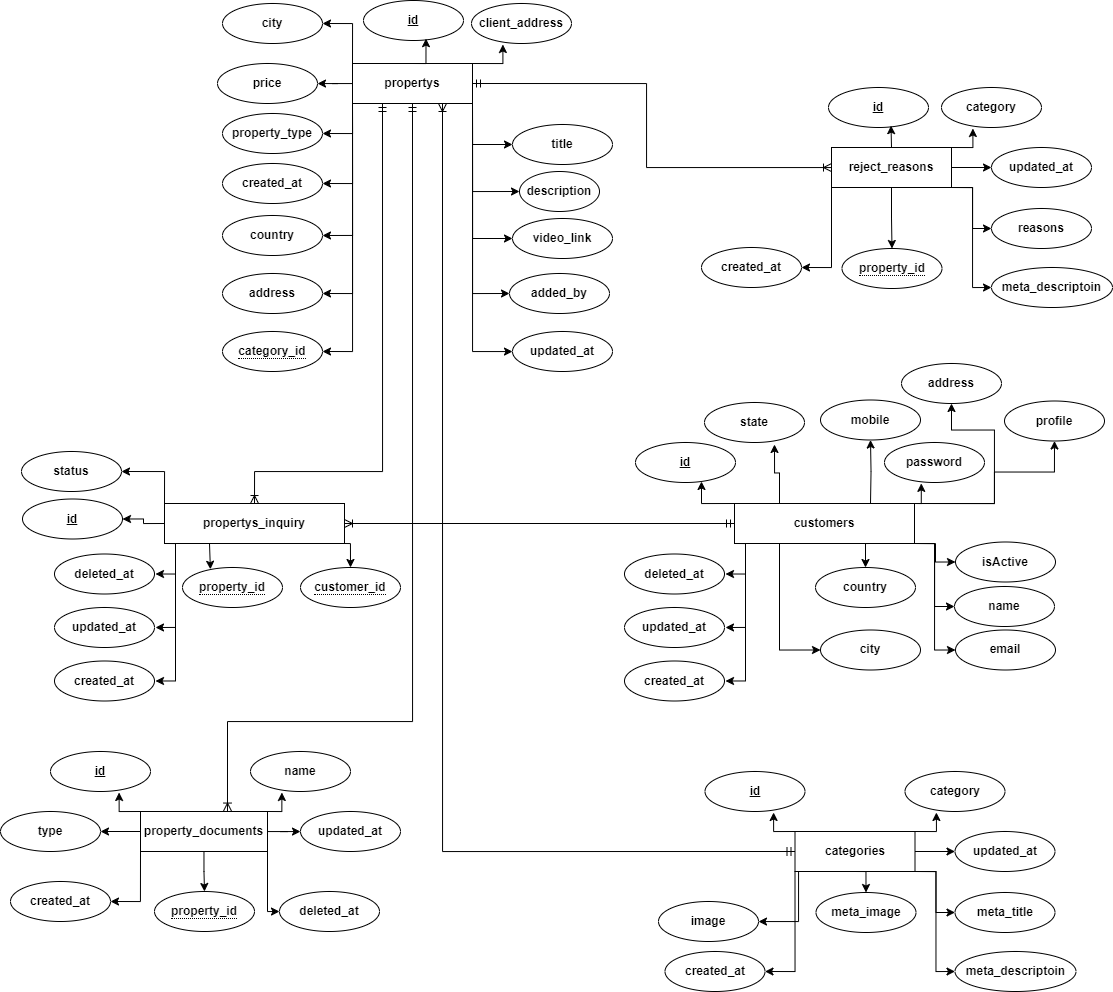 city
id
client_address
price
propertys
property_type
title
created_at
description
country
video_link
address
added_by
category_id
updated_at
id
category
reject_reasons
updated_at
reasons
created_at
property_id
meta_descriptoin
address
state
mobile
profile
id
password
status
id
propertys_inquiry
customers
deleted_at
property_id
customer_id
updated_at
created_at
deleted_at
country
isActive
updated_at
name
city
email
created_at
id
name
type
property_documents
updated_at
created_at
property_id
deleted_at
id
category
categories
updated_at
image
meta_image
meta_title
created_at
meta_descriptoin